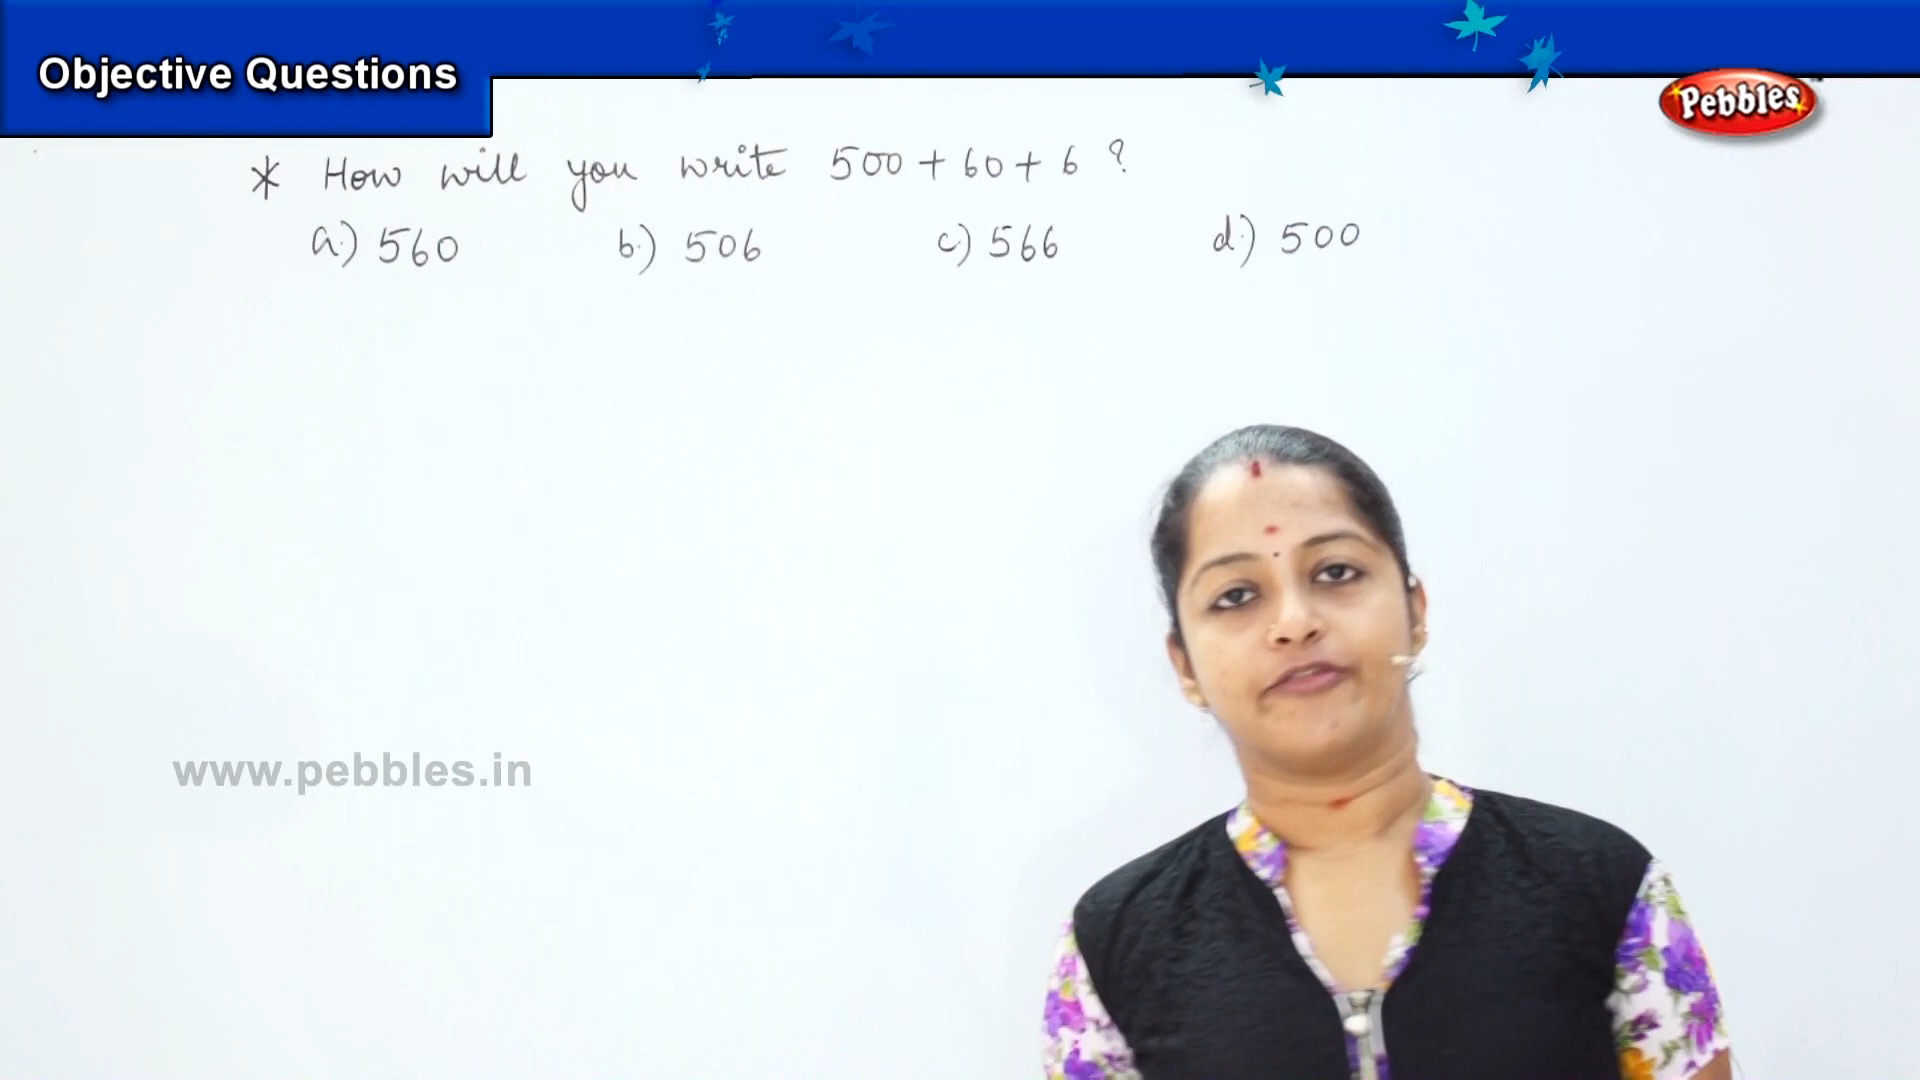 Objective Questions
Pebbles
* How will you write 500 + 60 + 6 ?
a.) 560 b.) 506 c.) 566 d.) 500
www.pebbles.in